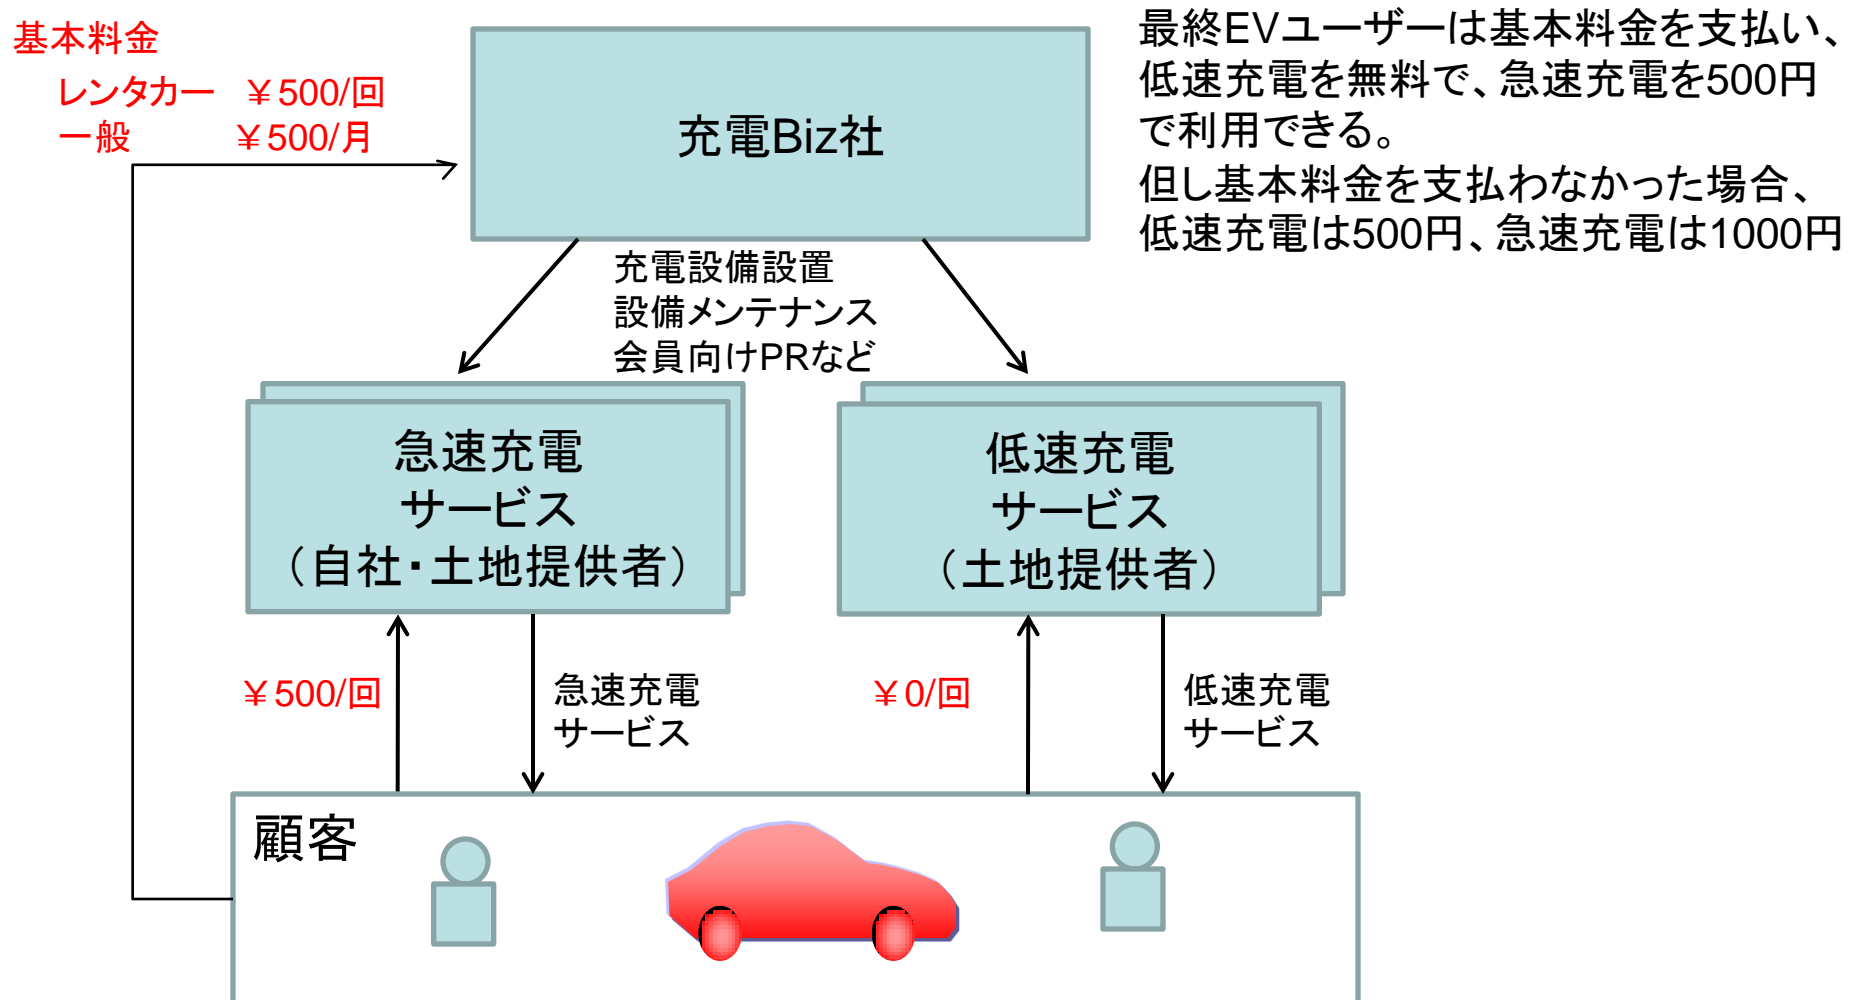 基本料金
レンタカー ￥500/回
一般 ￥500/月
充電Biz社
最終EVユーザーは基本料金を支払い、
低速充電を無料で、急速充電を500円
で利用できる。
但し基本料金を支払わなかった場合、
低速充電は500円、急速充電は1000円
充電設備設置
設備メンテナンス
会員向けPRなど
急速充電
サービス
（自社・土地提供者）
低速充電
サービス
（土地提供者）
￥500/回
急速充電
サービス
￥0/回
低速充電
サービス
顧客